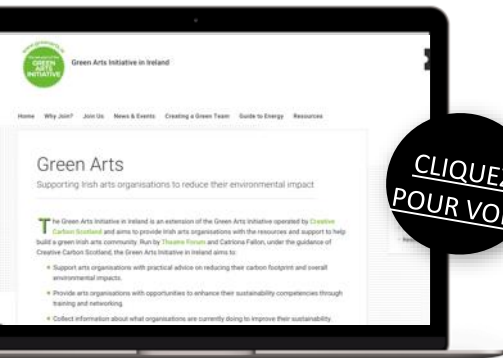 www.greenarts.ie
GREEN
ARTS
INITIATIVE
Green Arts Initiative in Ireland
Home Why Join? Join Us News & Events Creating a Green Team Guide to Energy Resources
Green Arts
Supporting Irish arts organisations to reduce their environmental impact
The Green Arts Initiative in Ireland is an extension of the Green Arts Initiative operated by Creative
Carbon Scotland and aims to provide Irish arts organisations with the resources and support to help
build a green Irish arts community. Run by Theatre Forum and Catriona Fallon, under the guidance of
Creative Carbon Scotland, the Green Arts Initiative in Ireland aims to:
Support arts organisations with practical advice on reducing their carbon footprint and overall
environmental impacts.
Provide arts organisations with opportunities to enhance their sustainability competencies through
training and networking.
Collect information about what organisations are currently doing to improve their sustainability
CLIQUEZ
POUR VO